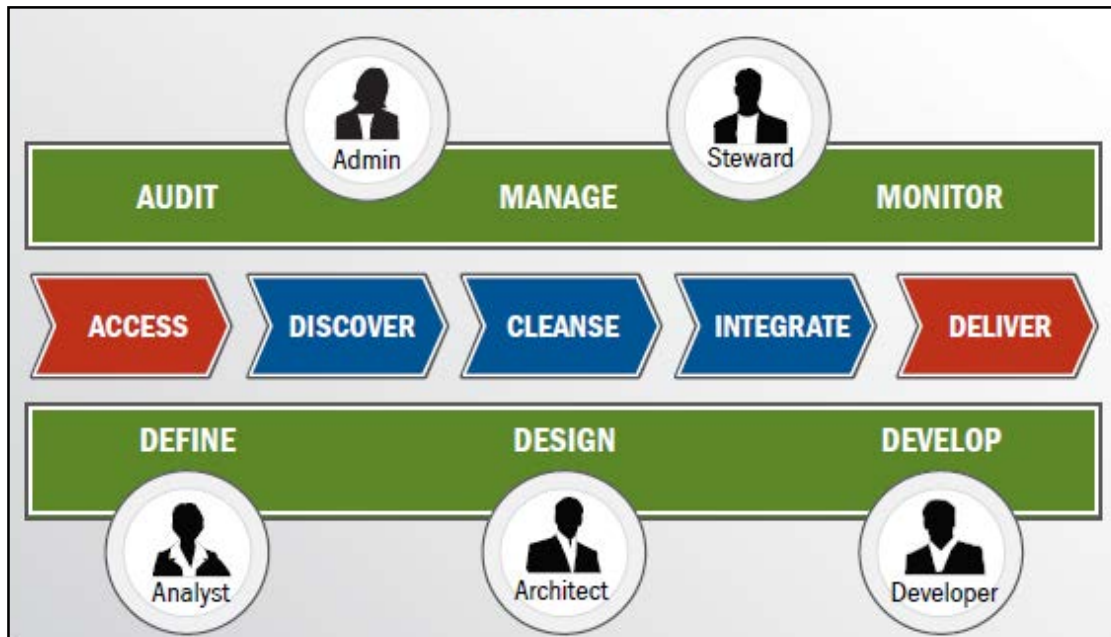 Admin
Steward
AUDIT
MANAGE
MONITOR
ACCESS
DISCOVER
CLEANSE
INTEGRATE
DELIVER
DEFINE
DESIGN
DEVELOP
Analyst
Architect
Developer